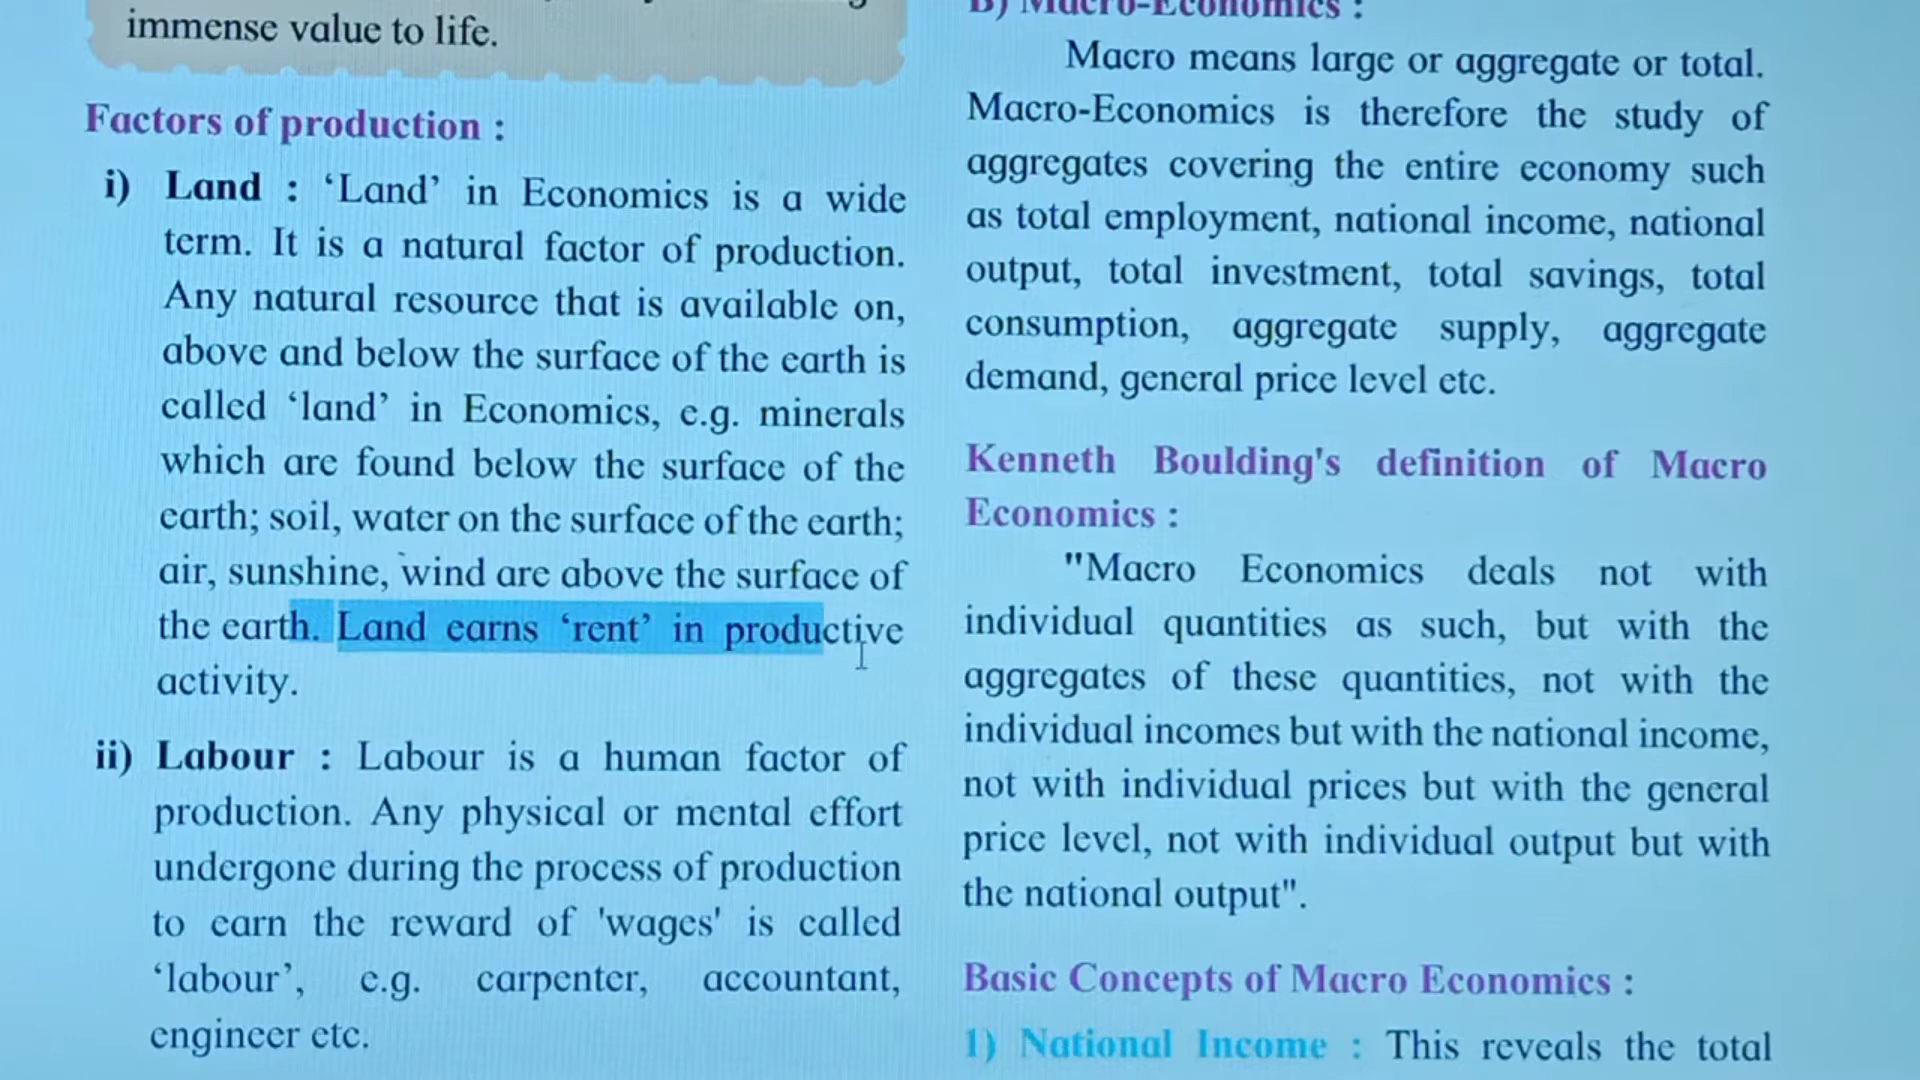 immense value to life.
Factors of production :
i) Land : ‘Land’ in Economics is a wide
term. It is a natural factor of production.
Any natural resource that is available on,
above and below the surface of the earth is
called ‘land’ in Economics, e.g. minerals
which are found below the surface of the
earth; soil, water on the surface of the earth;
air, sunshine, wind are above the surface of
the earth. Land earns ‘rent’ in productive
activity.
ii) Labour : Labour is a human factor of
production. Any physical or mental effort
undergone during the process of production
to earn the reward of 'wages' is called
‘labour’, e.g. carpenter, accountant,
engineer etc.
B) Macro-Economics :
Macro means large or aggregate or total.
Macro-Economics is therefore the study of
aggregates covering the entire economy such
as total employment, national income, national
output, total investment, total savings, total
consumption, aggregate supply, aggregate
demand, general price level etc.
Kenneth Boulding's definition of Macro
Economics :
"Macro Economics deals not with
individual quantities as such, but with the
aggregates of these quantities, not with the
individual incomes but with the national income,
not with individual prices but with the general
price level, not with individual output but with
the national output".
Basic Concepts of Macro Economics :
1) National Income : This reveals the total